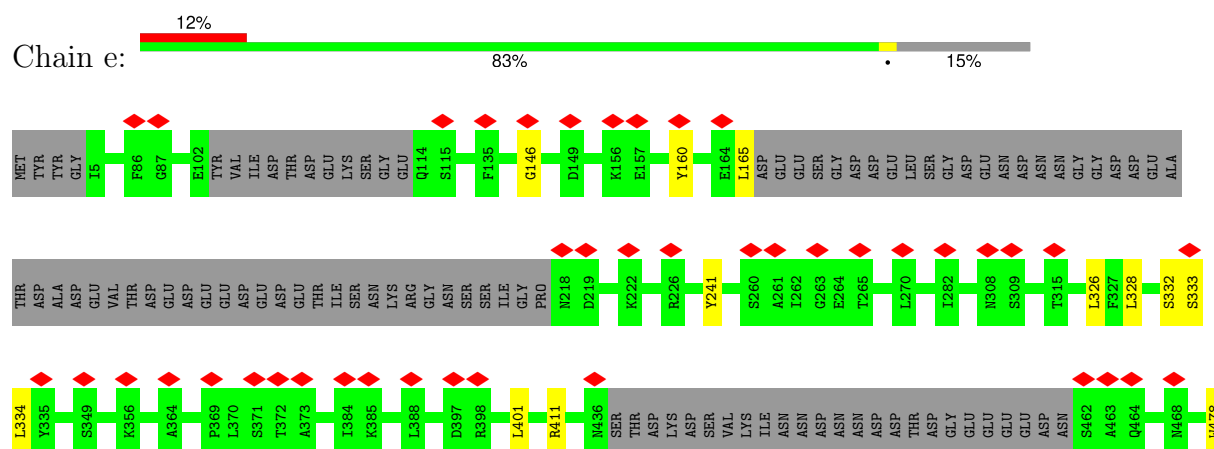 12%
Chain e:
83%
•
15%
MET TYR TYR GLY I5 F86 G87 E102 TYR VAL ILE ASP THR ASP GLU LYS SER GLY GLU Q114 S115 F135 G146 D149 K156 E157 Y160 E164 L165 ASP GLU GLU SER GLY ASP ASP GLU LEU SER GLY ASP GLU ASN ASP ASN ASN GLY GLY ASP ASP GLU ALA
THR ASP ALA ASP GLU VAL THR ASP GLU ASP GLU GLU ASP GLU ASP GLU THR ILE SER ASN LYS ARG GLY ASN SER SER ILE GLY PRO N218 D219 K222 R226 Y241 S260 A261 I262 G263 E264 T265 L270 I282 N308 S309 T315 L326 F327 L328 S332 S333
L334 Y335 S349 K356 A364 P369 L370 S371 T372 A373 I384 K385 L388 D397 R398 L401 R411 N436 SER THR ASP LYS ASP SER VAL LYS ILE ASN ASN ASP ASN ASN ASP ASP THR ASP GLY GLU GLU GLU GLU ASP ASN S462 A463 Q464 N468